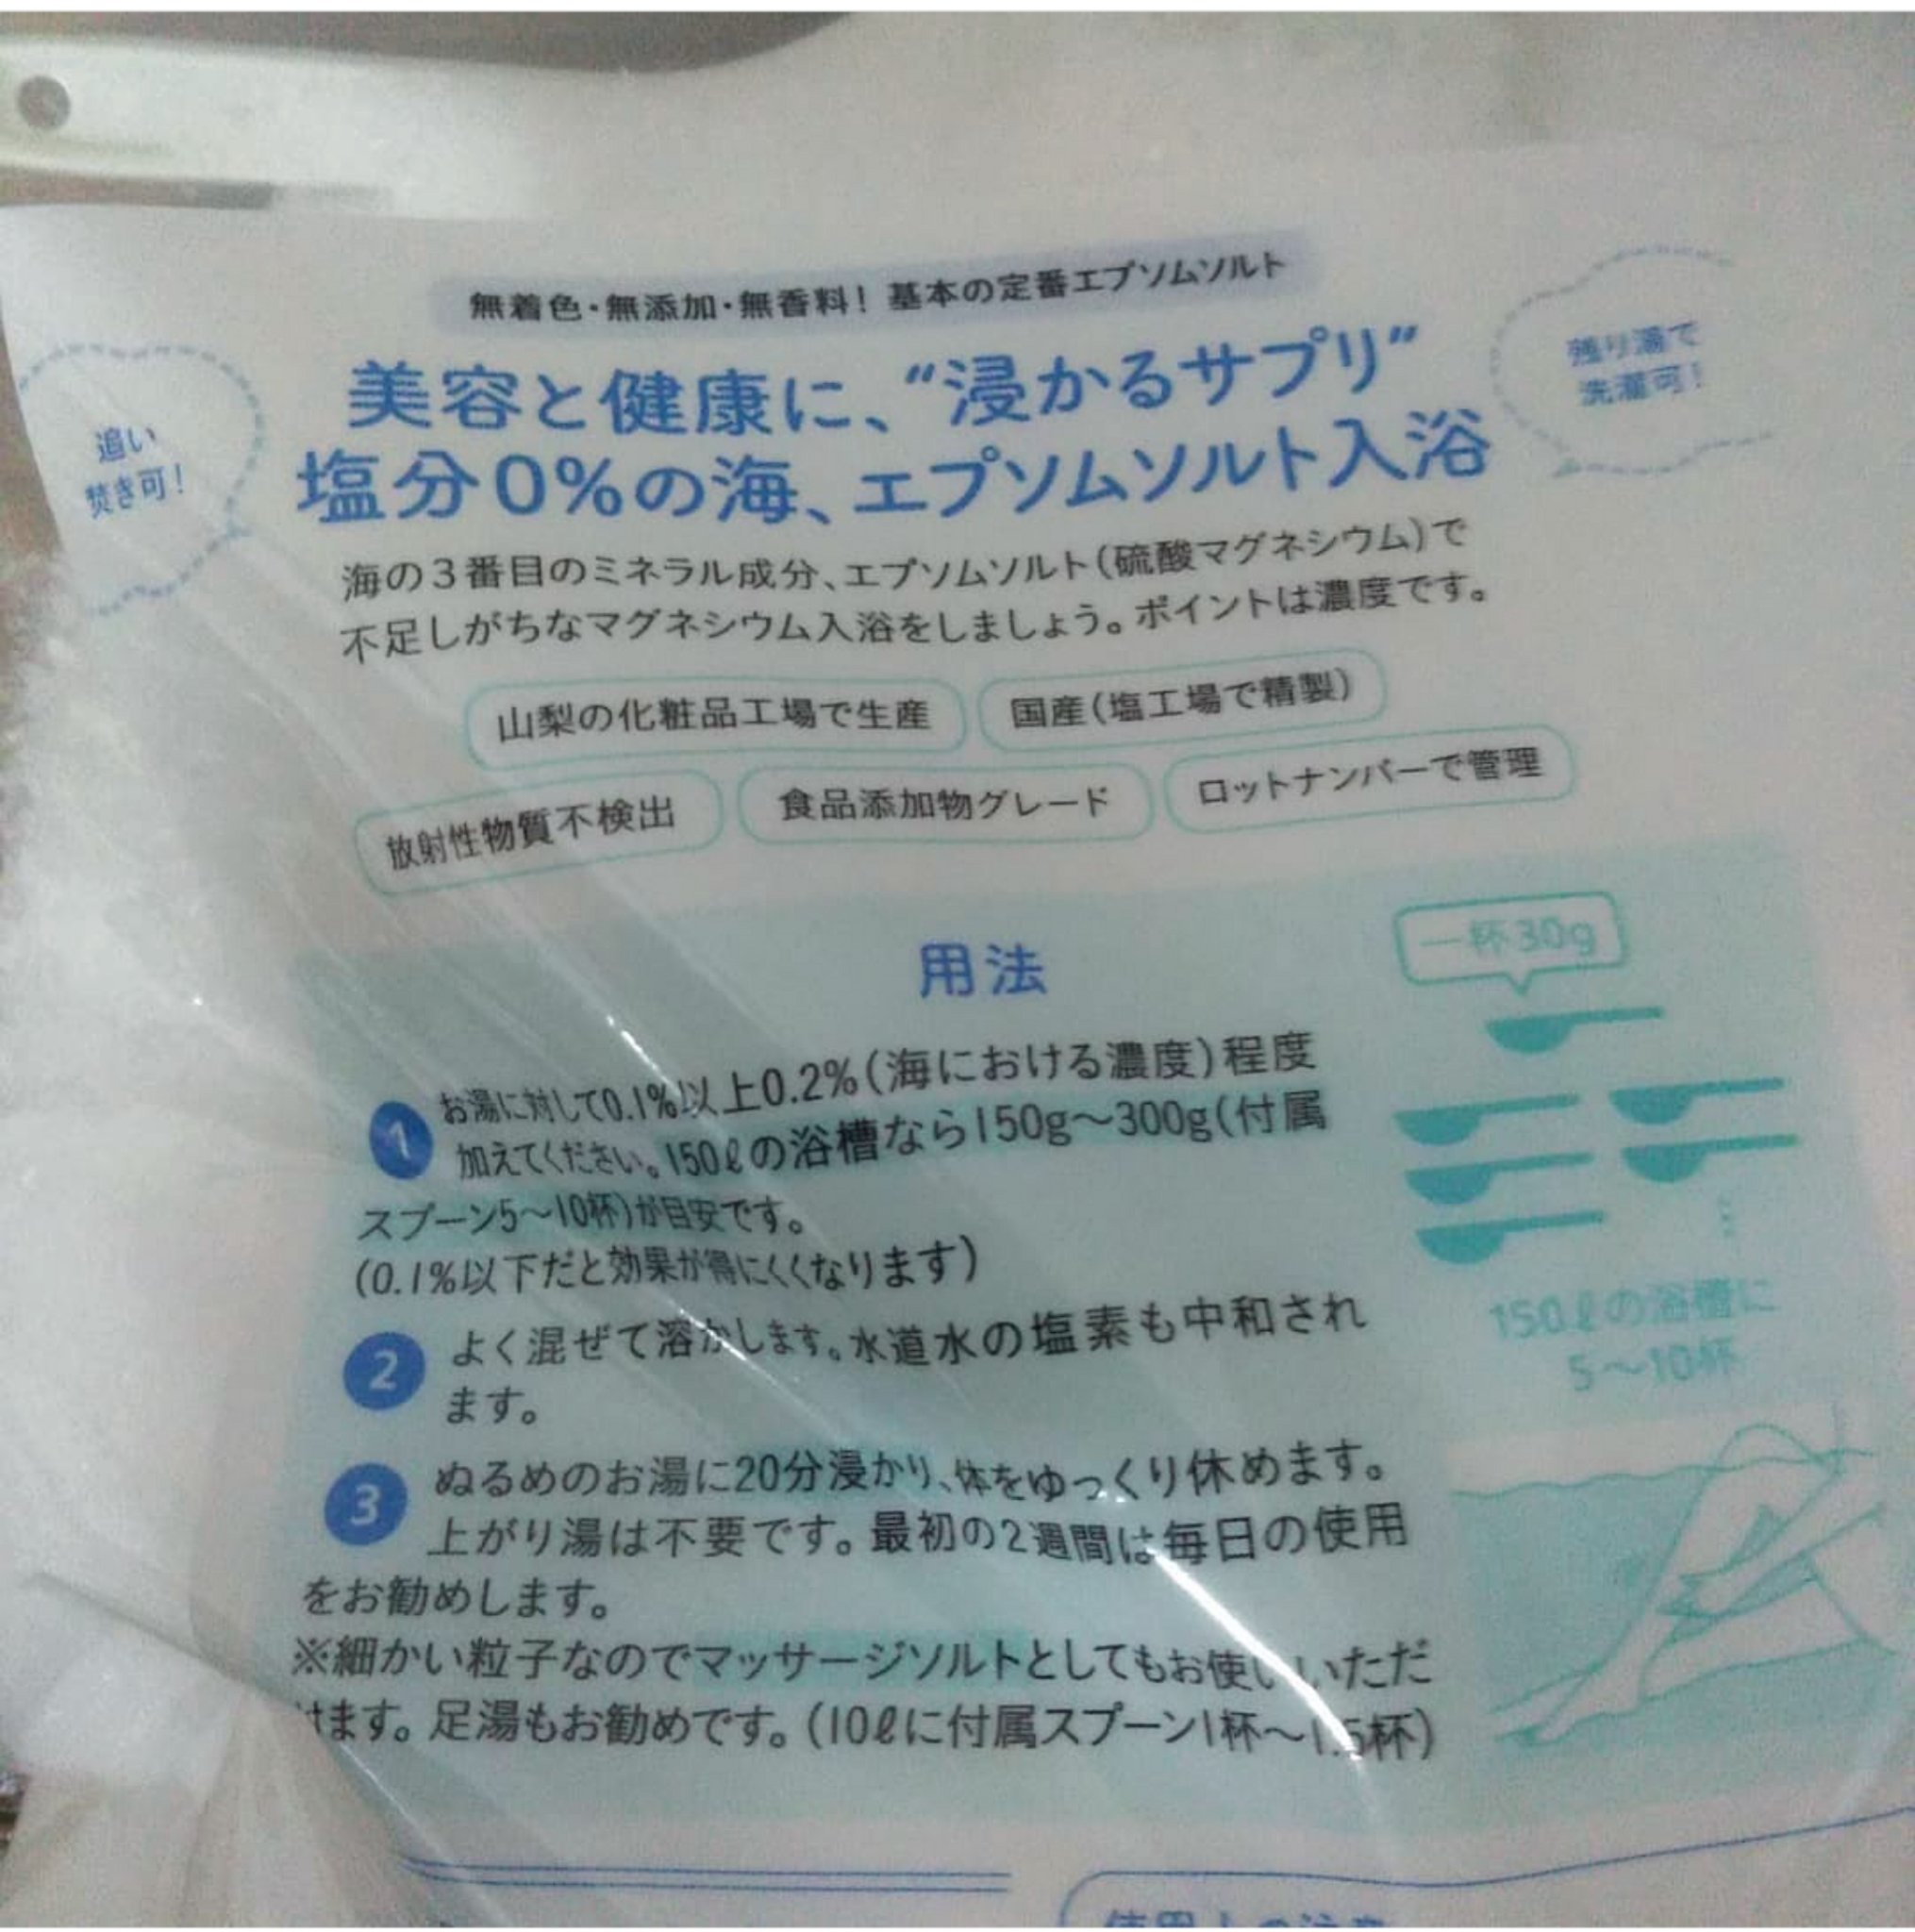 無着色・無添加・無香料！基本の定番エプソムソルト
美容と健康に、“浸かるサプリ”
塩分0%の海、エプソムソルト入浴
追い
焚き可！
残り湯で
洗濯可！
海の3番目のミネラル成分、エプソムソルト(硫酸マグネシウム)で
不足しがちなマグネシウム入浴をしましょう。ポイントは濃度です。
山梨の化粧品工場で生産
国産(塩工場で精製)
放射性物質不検出
食品添加物グレード
ロットナンバーで管理
用法
1 お湯に対して0.1%以上0.2%(海における濃度)程度
加えてください。150ℓの浴槽なら150g～300g(付属
スプーン5～10杯)が目安です。
(0.1%以下だと効果が得にくくなります)
2 よく混ぜて溶かします。水道水の塩素も中和され
ます。
3 ぬるめのお湯に20分浸かり、体をゆっくり休めます。
上がり湯は不要です。最初の2週間は毎日の使用
をお勧めします。
※細かい粒子なのでマッサージソルトとしてもお使いいただ
けます。足湯もお勧めです。(10ℓに付属スプーン1杯～1.5杯)
一杯30g
150ℓの浴槽に
5～10杯
使用上の注意